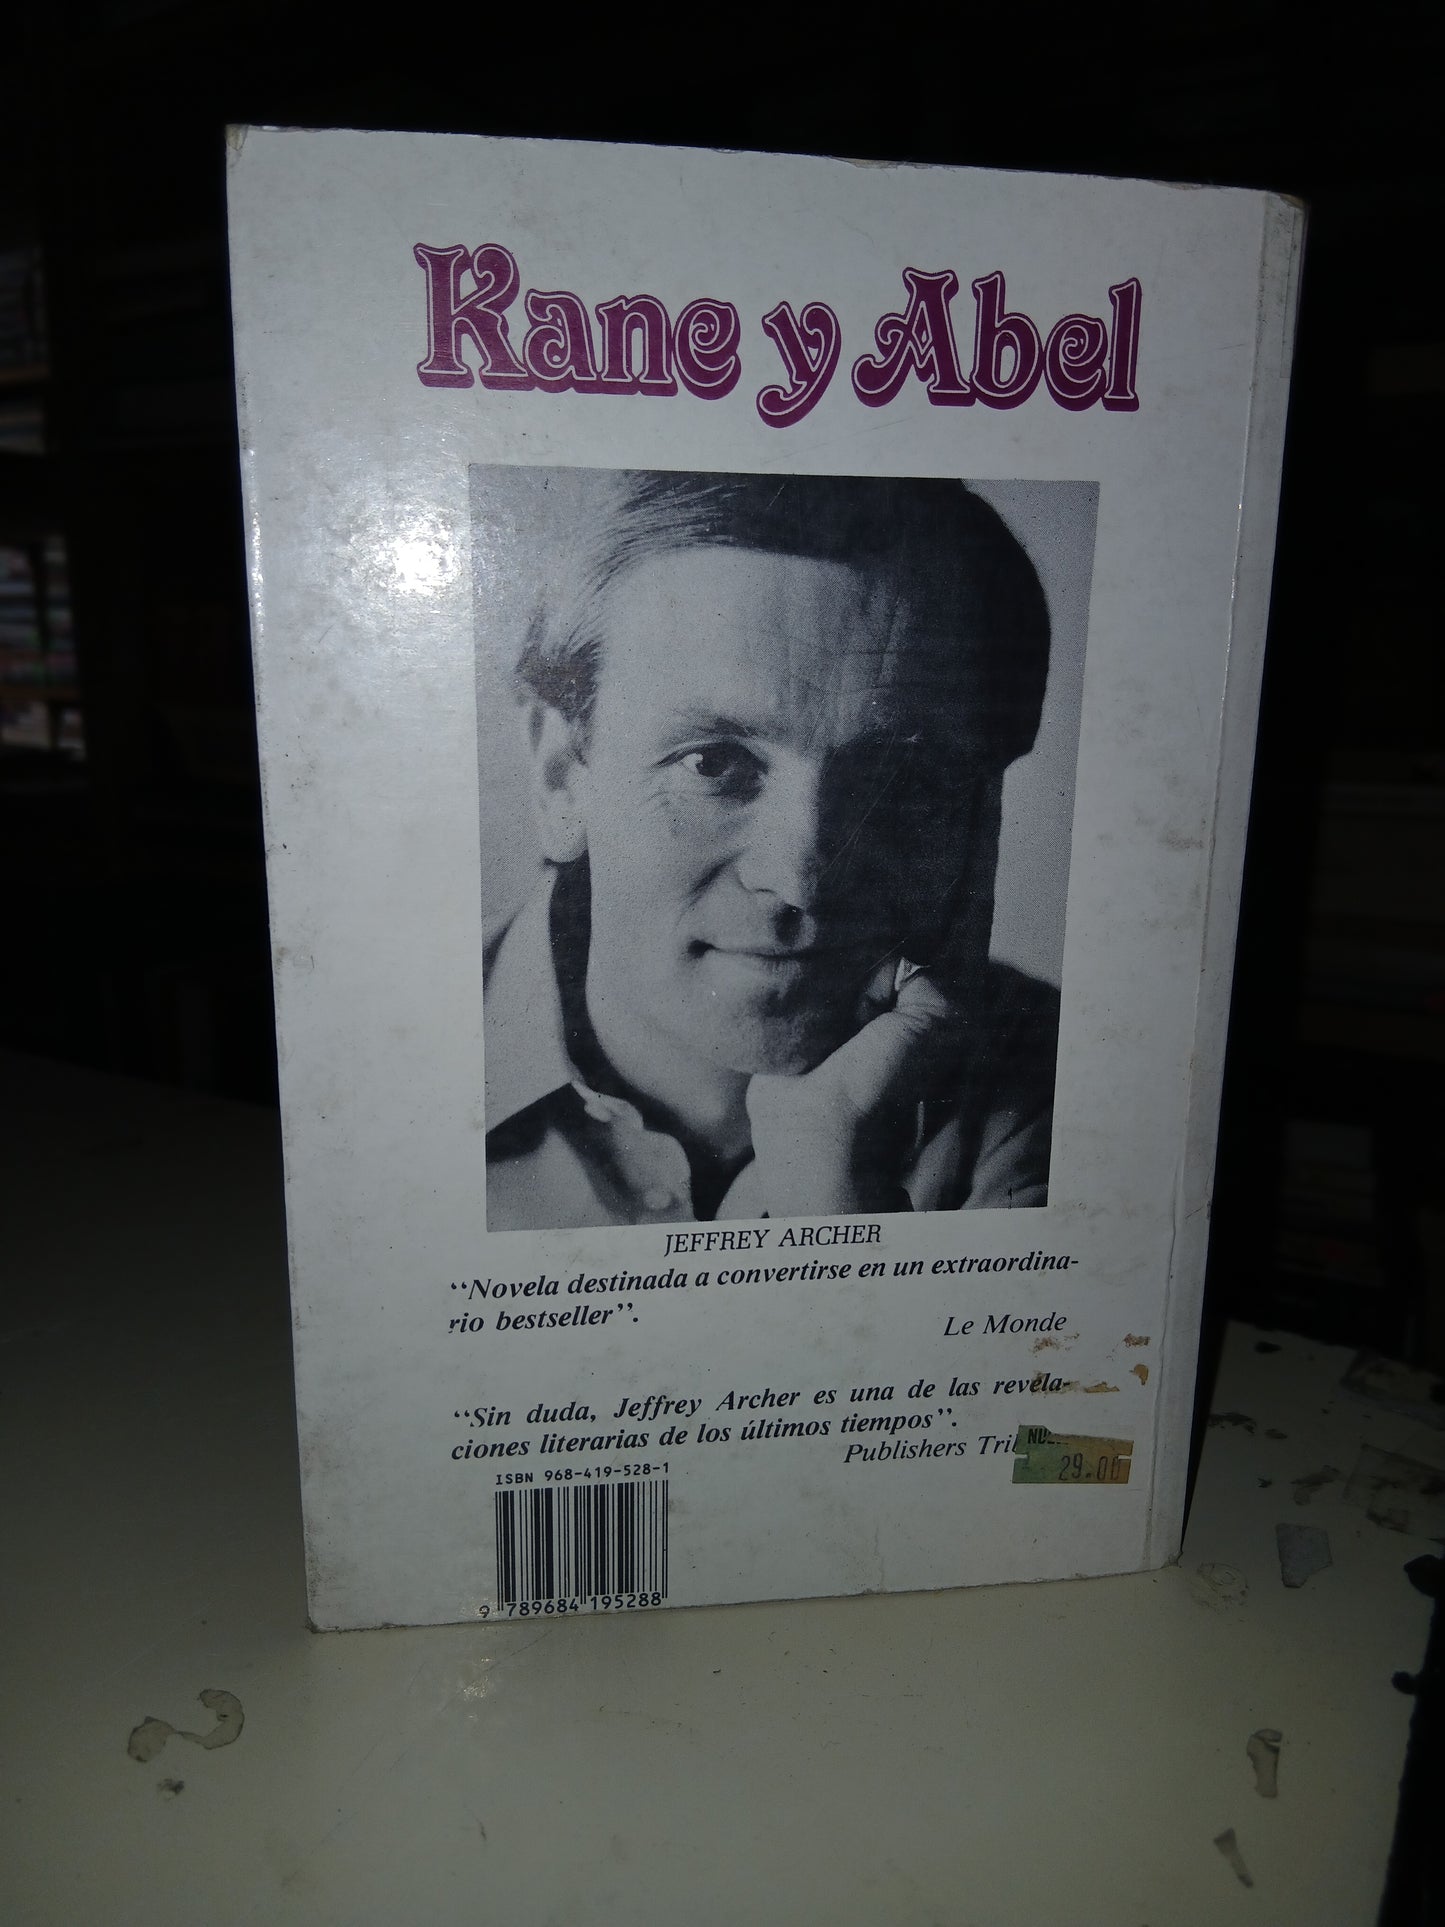 Kane y Abel
JEFFREY ARCHER
“Novela destinada a convertirse en un extraordina-
rio bestseller”.
Le Monde
“Sin duda, Jeffrey Archer es una de las revela-
ciones literarias de los últimos tiempos”.
Publishers
ISBN 968-419-528-1
29.00
9 789684 195288